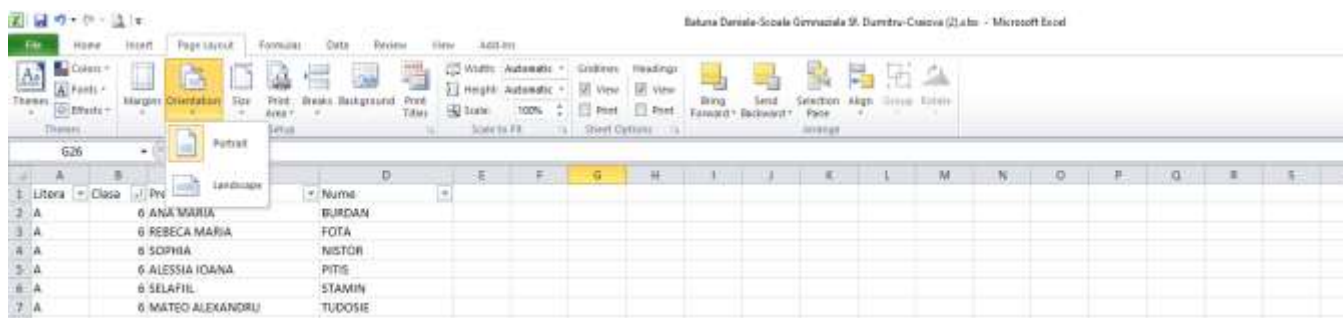 Batuna Daniela-Scoala Gimnaziala Sf. Dumitru-Craiova (2).xlsx - Microsoft Excel
File Home Insert Page Layout Formulas Data Review View Add-Ins
Colors Width: Automatic Gridlines Headings
Aa A Fonts Height: Automatic View View
Themes Effects Margins Orientation Size Print Area Breaks Background Print Titles Scale: 100% Print Print Bring Forward Send Backward Selection Pane Align Group Rotate
Themes Setup Scale to Fit Sheet Options Arrange
G26 Portrait
A B D E F G H I J K L M N O P Q R S
Landscape
1 Litera Clasa Pre Nume
2 A 6 ANA MARIA BURDAN
3 A 6 REBECA MARIA FOTA
4 A 6 SOPHIA NISTOR
5 A 6 ALESSIA IOANA PITIS
6 A 6 SELAFIIL STAMIN
7 A 6 MATEO ALEXANDRU TUDOSIE